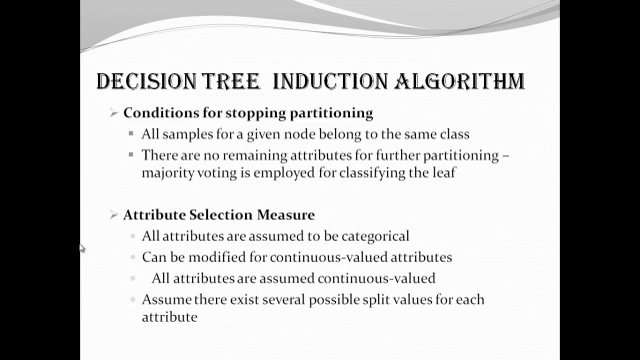 DECISION TREE INDUCTION ALGORITHM
Conditions for stopping partitioning
All samples for a given node belong to the same class
There are no remaining attributes for further partitioning –
majority voting is employed for classifying the leaf
Attribute Selection Measure
All attributes are assumed to be categorical
Can be modified for continuous-valued attributes
All attributes are assumed continuous-valued
Assume there exist several possible split values for each
attribute